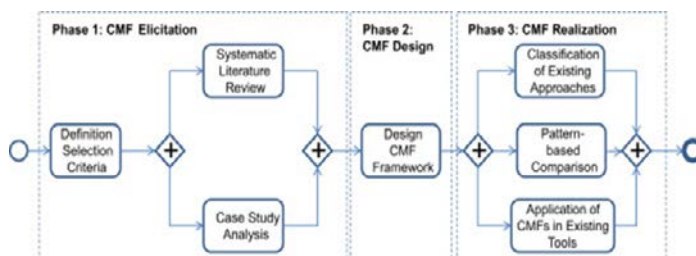 Phase 1: CMF Elicitation
Systematic
Literature
Review
Definition
Selection
Criteria
Case Study
Analysis
Phase 2:
CMF Design
Design
CMF
Framework
Phase 3: CMF Realization
Classification
of Existing
Approaches
Pattern-
based
Comparison
Application of
CMFs in Existing
Tools